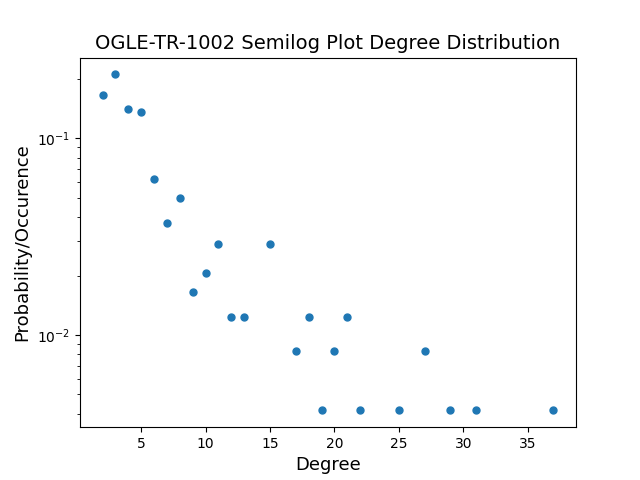 OGLE-TR-1002 Semilog Plot Degree Distribution
Probability/Occurence
10⁻¹
10⁻²
5 10 15 20 25 30 35
Degree